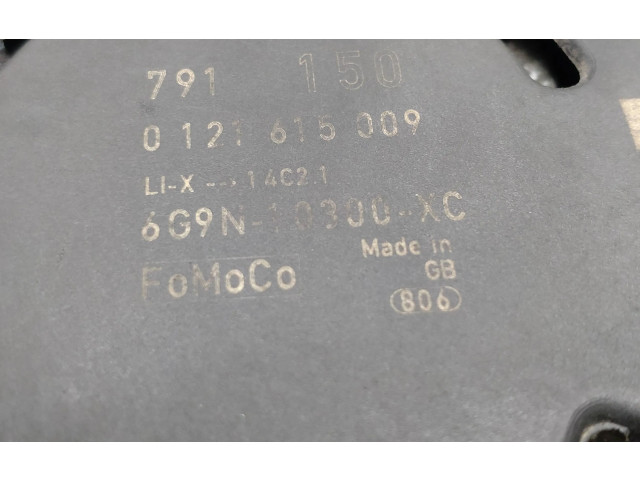 791 150
0 121 615 009
LI-X --→ 14C2.1
6G9N-10300-XC
Made in
GB
FoMoCo
806